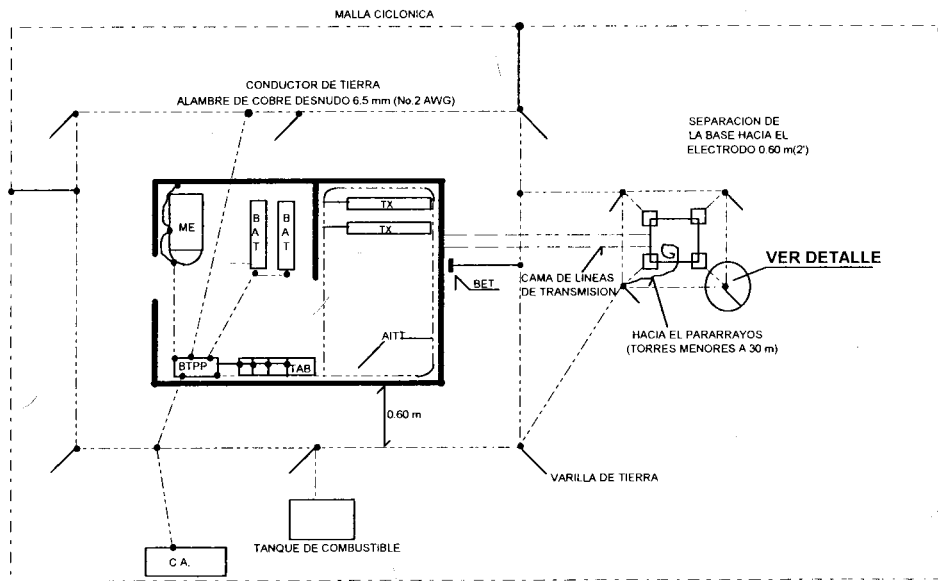 MALLA CICLONICA
CONDUCTOR DE TIERRA
ALAMBRE DE COBRE DESNUDO 6.5 mm (No.2 AWG)
SEPARACION DE
LA BASE HACIA EL
ELECTRODO 0.60 m(2')
ME
BAT
BAT
TX
TX
VER DETALLE
CAMA DE LINEAS
DE TRANSMISION
BET
HACIA EL PARARRAYOS
(TORRES MENORES A 30 m)
AITT
BTPP
TAB
0.60 m
VARILLA DE TIERRA
TANQUE DE COMBUSTIBLE
C.A.